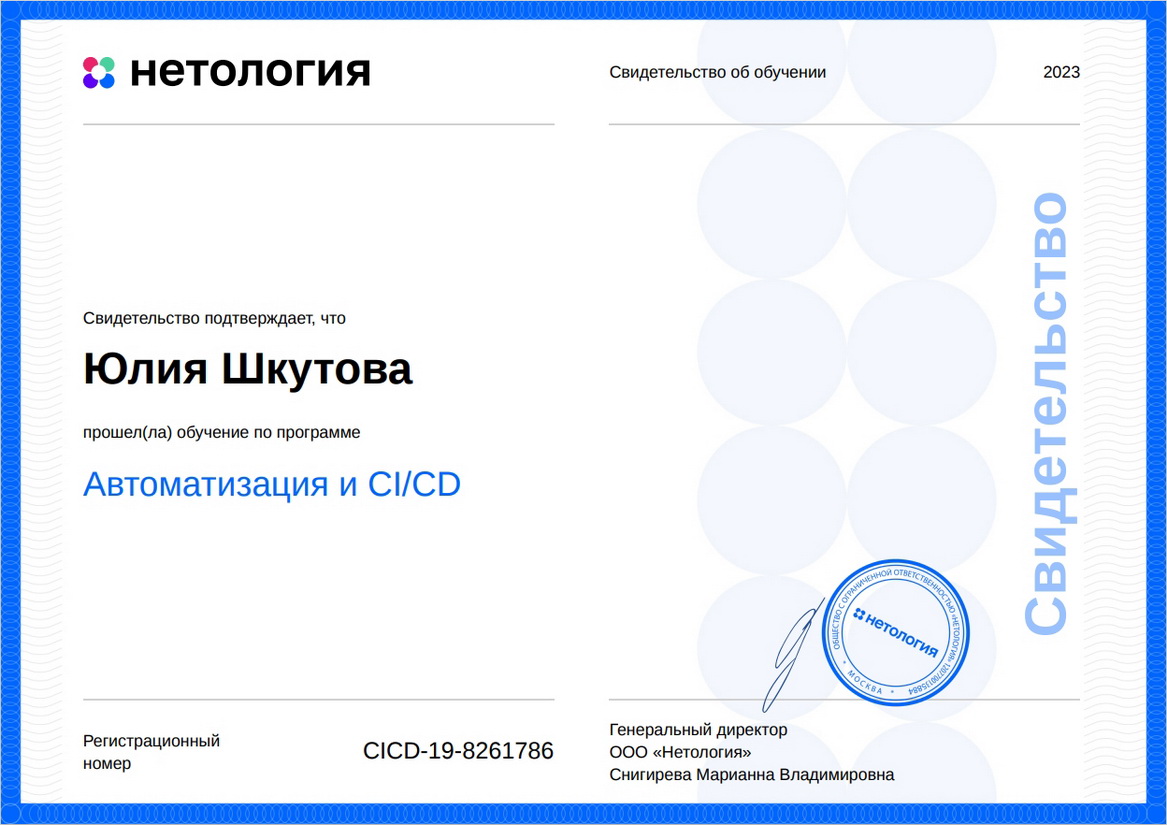 нетология
Свидетельство об обучении
2023
Свидетельство подтверждает, что
Юлия Шкутова
прошел(ла) обучение по программе
Автоматизация и CI/CD
Регистрационный
номер
CICD-19-8261786
Свидетельство
ОБЩЕСТВО С ОГРАНИЧЕННОЙ ОТВЕТСТВЕННОСТЬЮ «НЕТОЛОГИЯ» 1207700135884
* МОСКВА *
нетология
Генеральный директор
ООО «Нетология»
Снигирева Марианна Владимировна